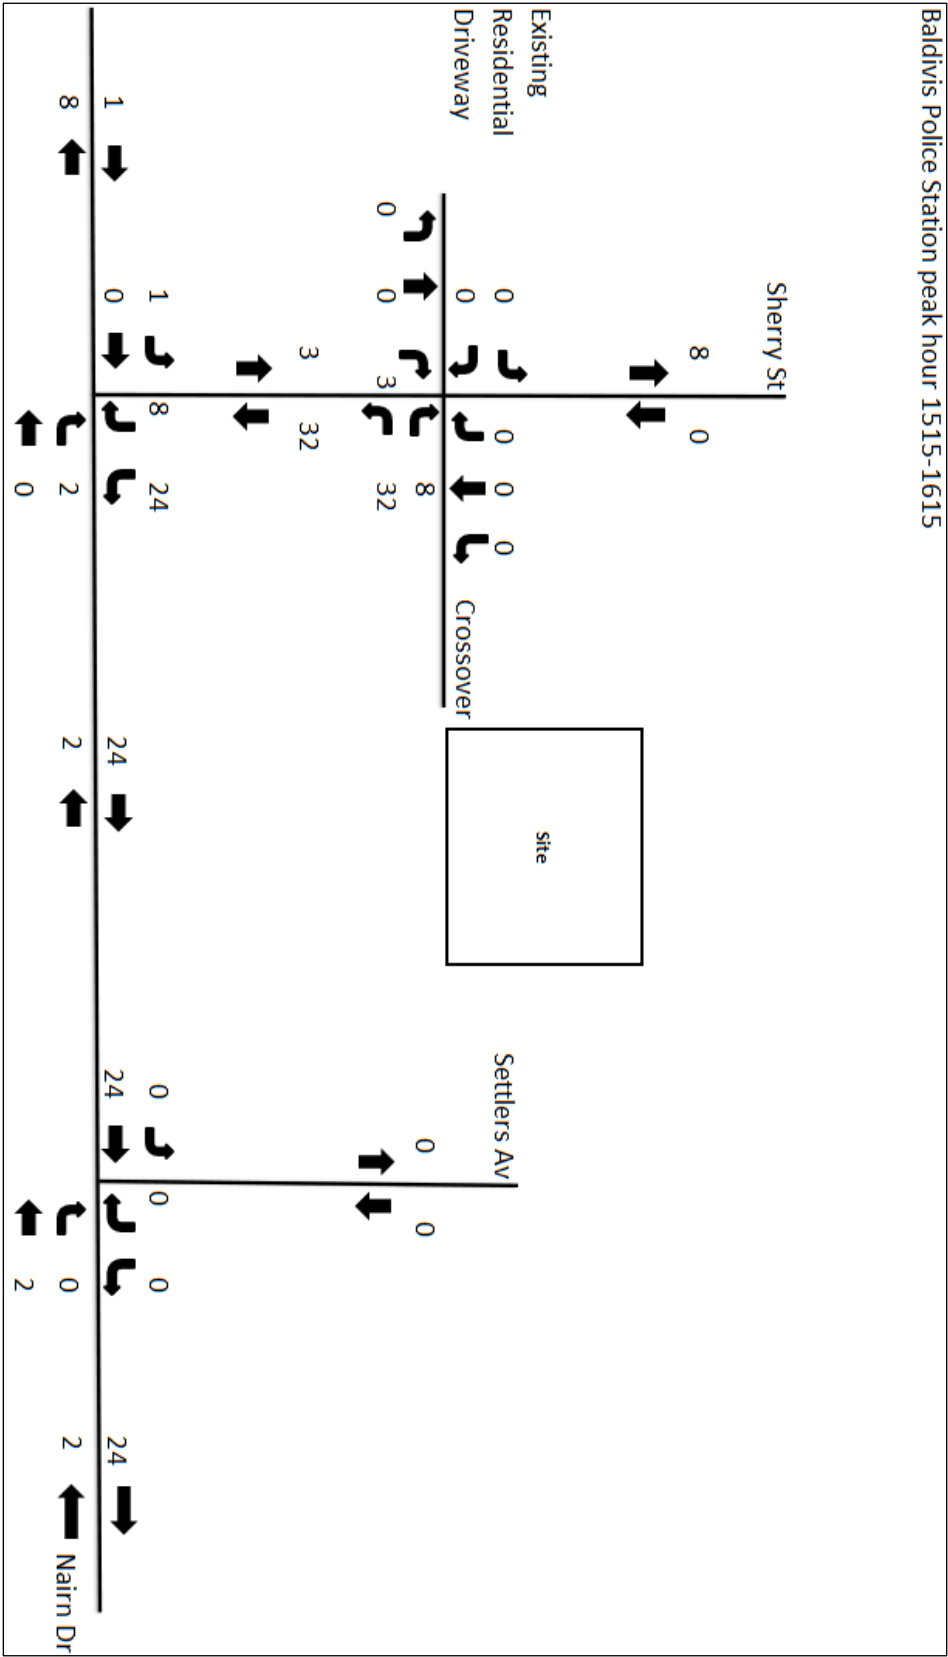 Baldivis Police Station peak hour 1515-1615
Sherry St
8 0
Existing
Residential
Driveway
Site
0 0 0 0
0
Crossover
Settlers Av
8
0 0
0 0 3 32
3 32
1 8 24 0 0 0
1 0 24 24 24
8 2 2 0 2
Nairn Dr
0 2